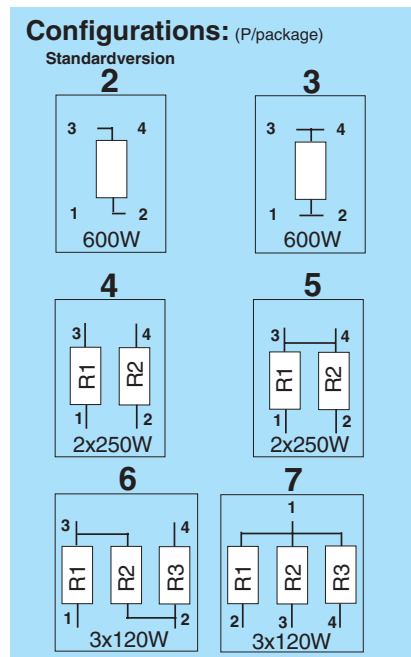 Configurations: (P/package)
Standardversion
2 3
3 4 3 4
1 2 1 2
600W 600W
4 5
3 4 3 4
R1 R2 R1 R2
1 2 1 2
2x250W 2x250W
6 7
3 4 1
R1 R2 R3 R1 R2 R3
1 2 2 3 4
3x120W 3x120W